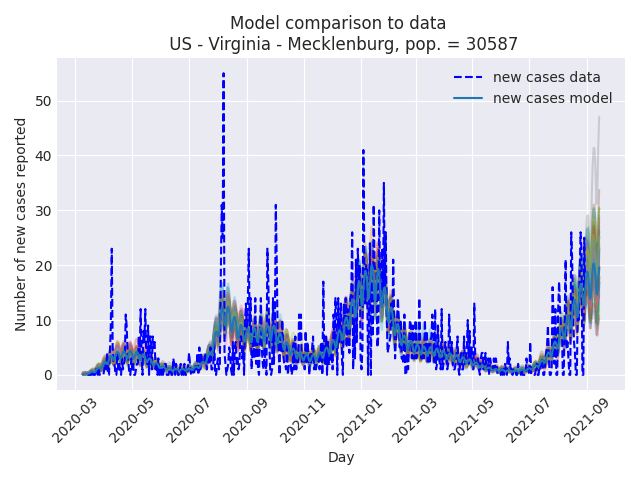 Model comparison to data
US - Virginia - Mecklenburg, pop. = 30587
new cases data
new cases model
Number of new cases reported
50
40
30
20
10
0
2020-03
2020-05
2020-07
2020-09
2020-11
2021-01
2021-03
2021-05
2021-07
2021-09
Day